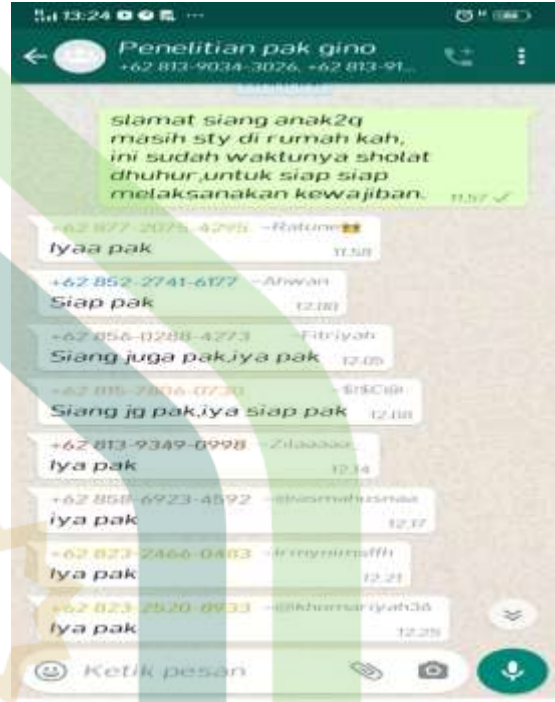 13:24
Penelitian pak gino
+62 813-9034-3026, +62 813-91...
slamat siang anak2q
masih sty di rumah kah,
ini sudah waktunya sholat
dhuhur,untuk siap siap
melaksanakan kewajiban. 11.57
+62 877-2075-4295 ~Ratune
Iyaa pak 11.58
+62 852-2741-6177 ~Ahwan
Siap pak 12.00
+62 856-0288-4273 ~Fitriyah
Siang juga pak,iya pak 12.05
Siang jg pak,iya siap pak 12.08
+62 813-9349-0998
Iya pak 12.14
+62 858-6923-4592
iya pak 12.17
+62 823-2466-0483
Iya pak 12.21
+62 823-2520-8933 ~@khomariyah36
Iya pak 12.25
Ketik pesan